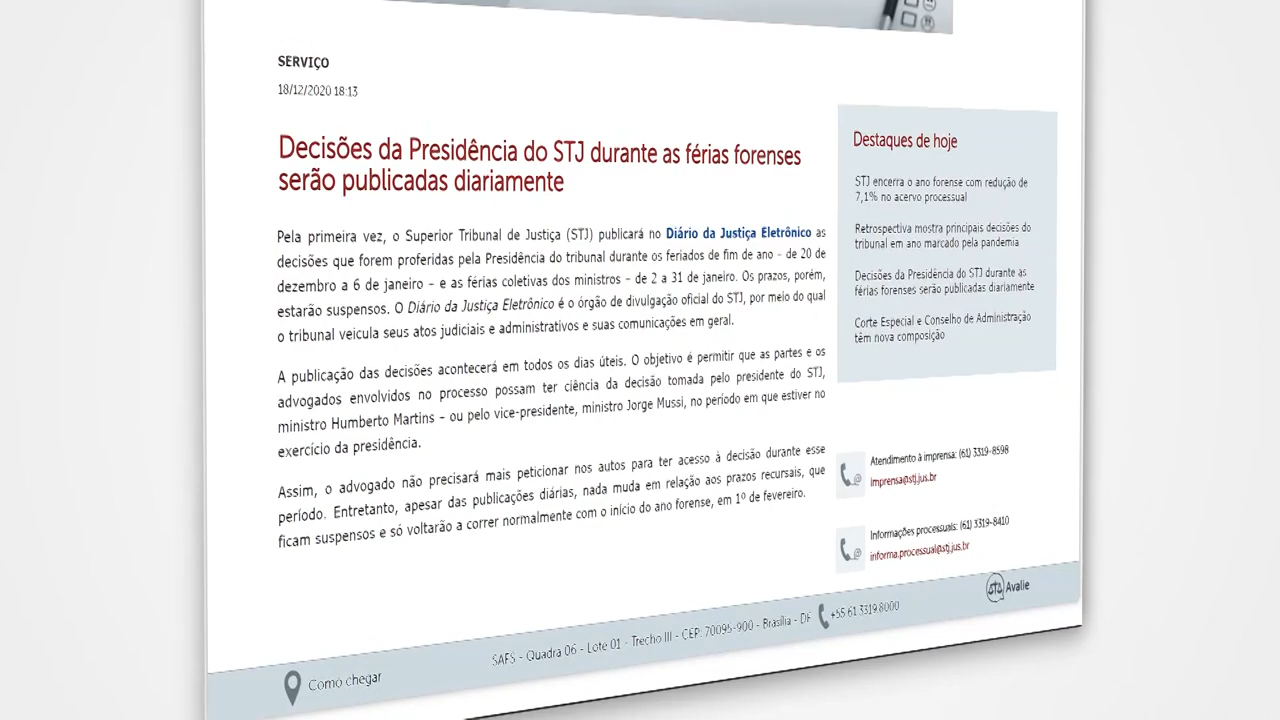 SERVIÇO
18/12/2020 18:13
Decisões da Presidência do STJ durante as férias forenses
serão publicadas diariamente
Pela primeira vez, o Superior Tribunal de Justiça (STJ) publicará no Diário da Justiça Eletrônico as
decisões que forem proferidas pela Presidência do tribunal durante os feriados de fim de ano – de 20 de
dezembro a 6 de janeiro – e as férias coletivas dos ministros – de 2 a 31 de janeiro. Os prazos, porém,
estarão suspensos. O Diário da Justiça Eletrônico é o órgão de divulgação oficial do STJ, por meio do qual
o tribunal veicula seus atos judiciais e administrativos e suas comunicações em geral.
A publicação das decisões acontecerá em todos os dias úteis. O objetivo é permitir que as partes e os
advogados envolvidos no processo possam ter ciência da decisão tomada pelo presidente do STJ,
ministro Humberto Martins – ou pelo vice-presidente, ministro Jorge Mussi, no período em que estiver no
exercício da presidência.
Assim, o advogado não precisará mais peticionar nos autos para ter acesso à decisão durante esse
período. Entretanto, apesar das publicações diárias, nada muda em relação aos prazos recursais, que
ficam suspensos e só voltarão a correr normalmente com o início do ano forense, em 1º de fevereiro.
Destaques de hoje
STJ encerra o ano forense com redução de
7,1% no acervo processual
Retrospectiva mostra principais decisões do
tribunal em ano marcado pela pandemia
Decisões da Presidência do STJ durante as
férias forenses serão publicadas diariamente
Corte Especial e Conselho de Administração
têm nova composição
Atendimento à imprensa: (61) 3319-8598
imprensa@stj.jus.br
Informações processuais: (61) 3319-8410
informa.processual@stj.jus.br
Como chegar
SAFS - Quadra 06 - Lote 01 - Trecho III - CEP: 70095-900 - Brasília - DF
+55 61 3319.8000
Avalie